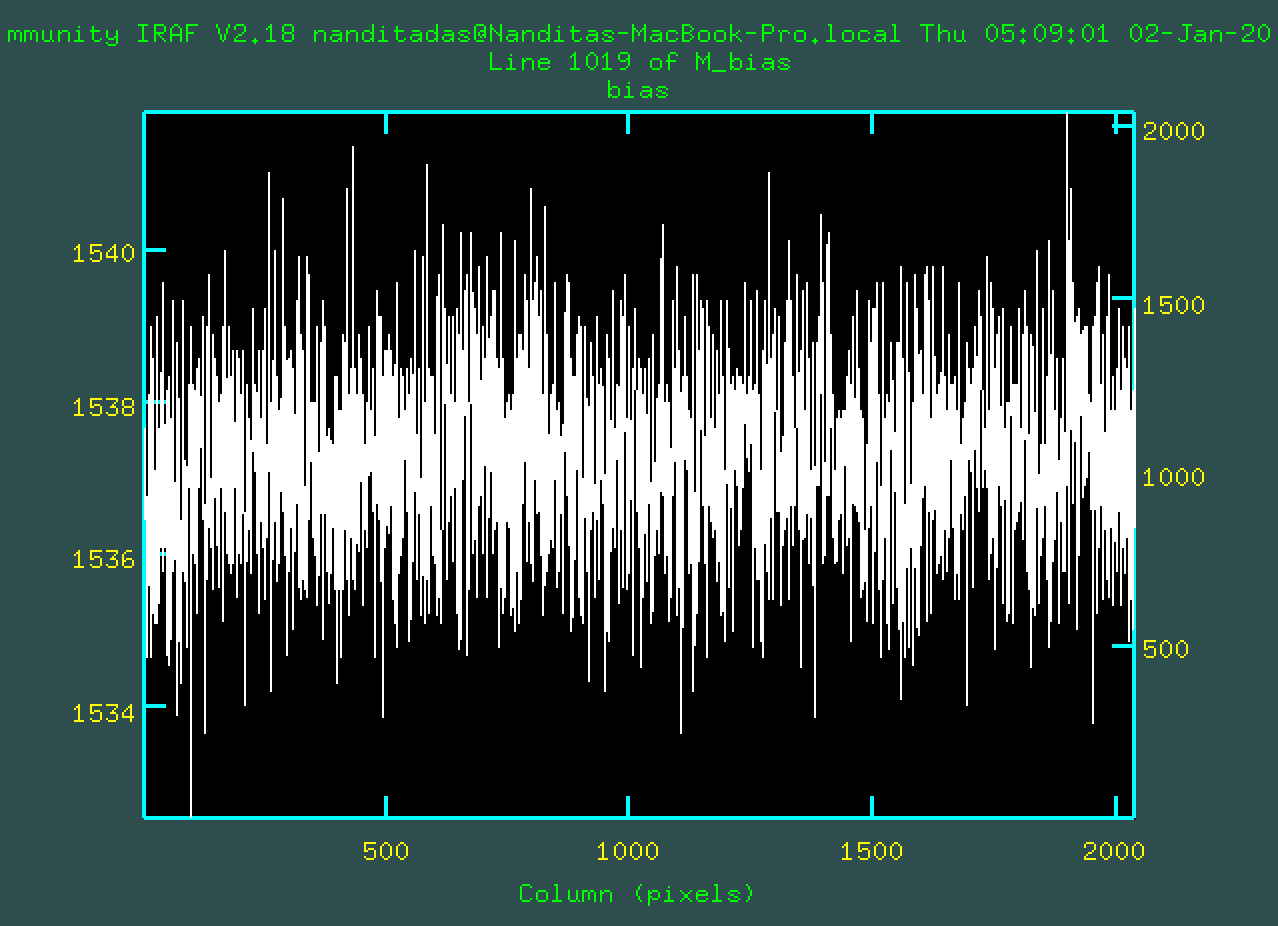 mmunity IRAF V2.18 nanditadas@Nanditas-MacBook-Pro.local Thu 05:09:01 02-Jan-20
Line 1019 of M_bias
bias
2000
1540
1500
1538
1000
1536
500
1534
500 1000 1500 2000
Column (pixels)